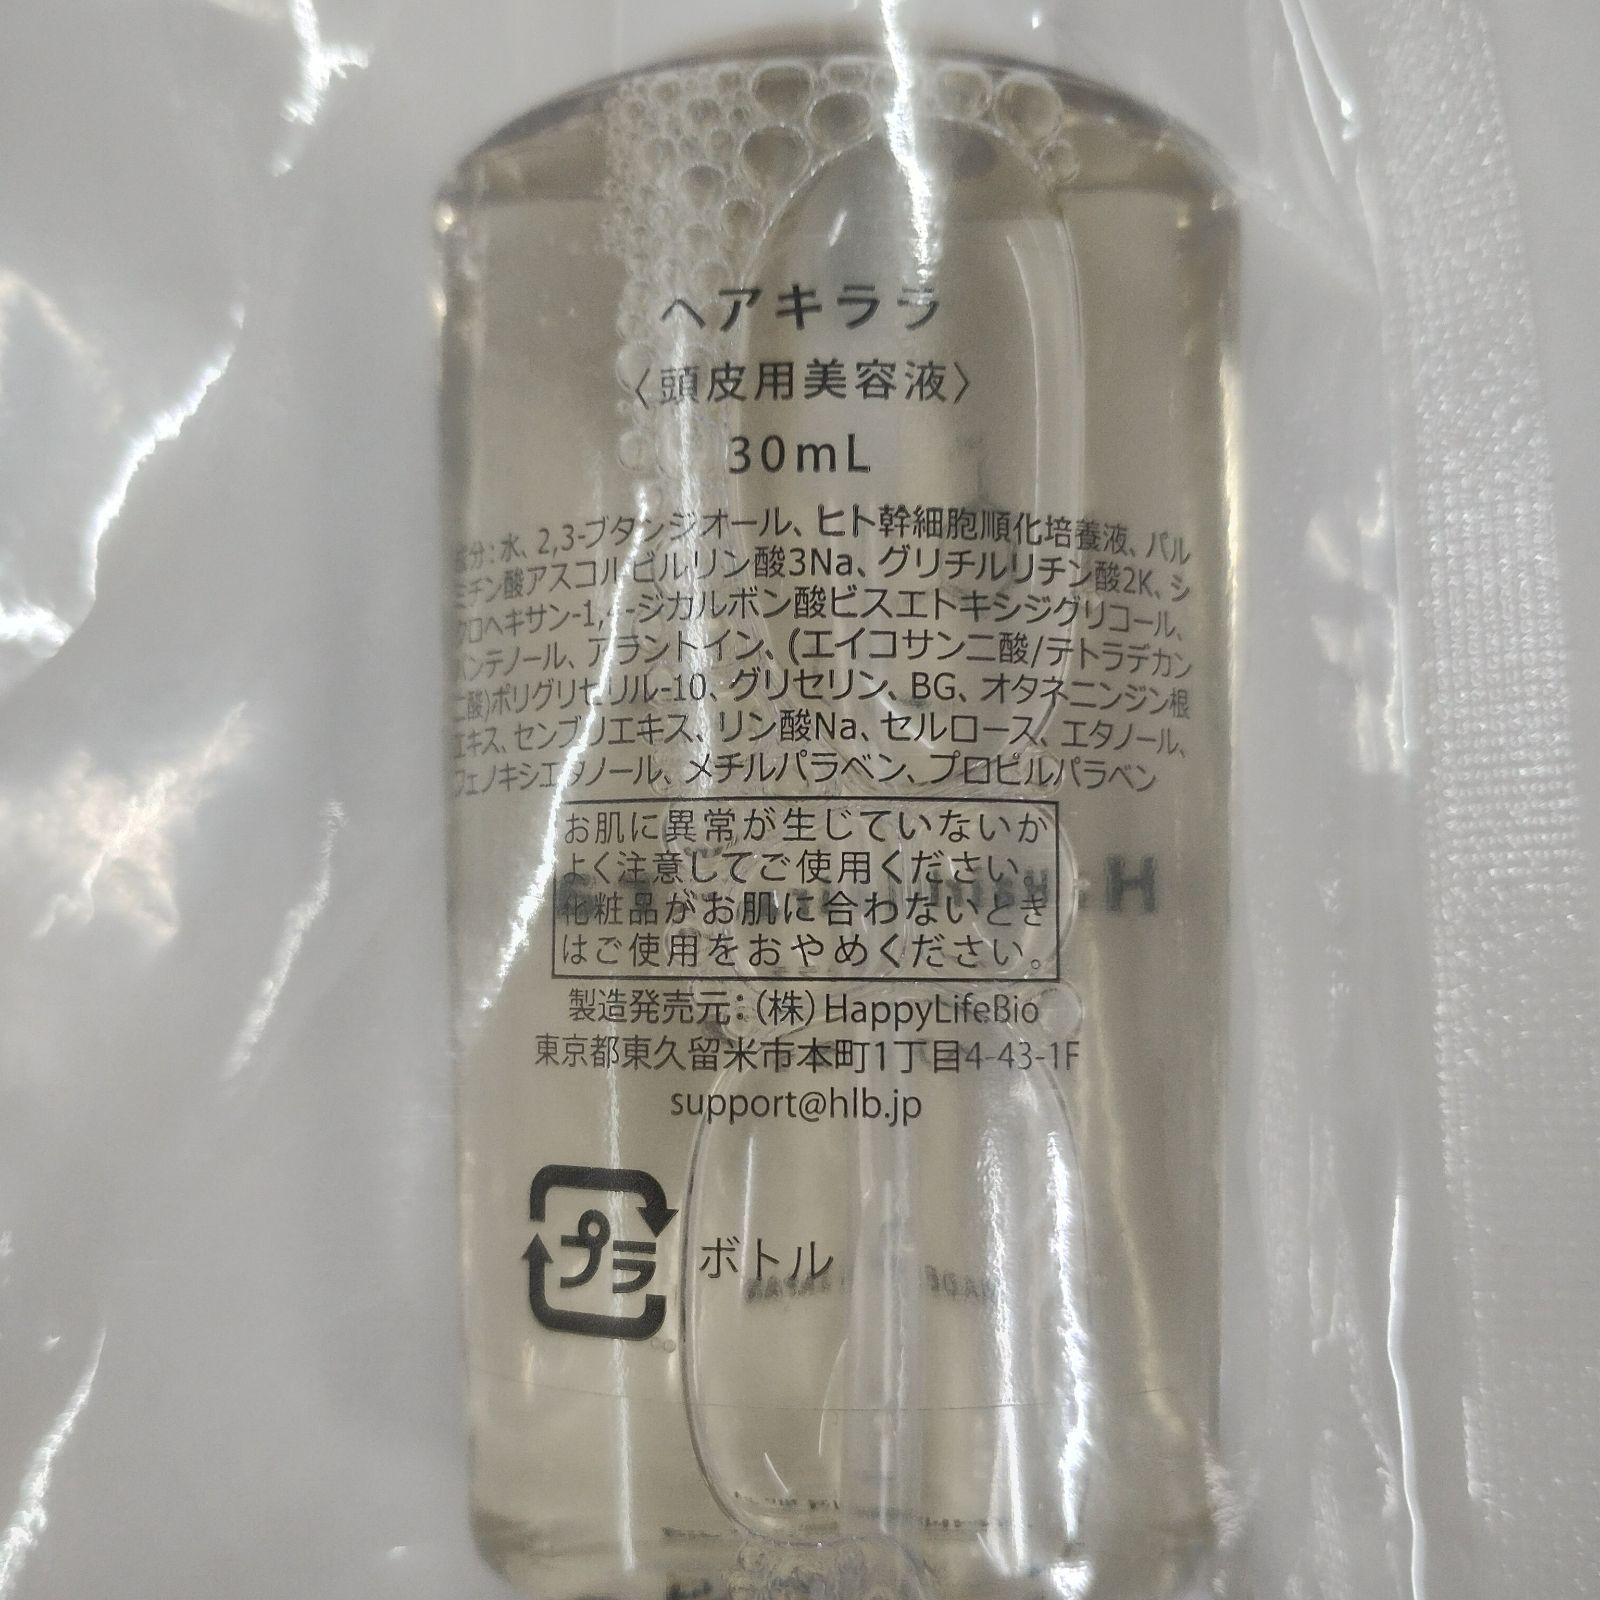 ヘアキララ
〈頭皮用美容液〉
30mL
成分：水、2,3-ブタンジオール、ヒト幹細胞順化培養液、パル
ミチン酸アスコルビルリン酸3Na、グリチルリチン酸2K、シ
クロヘキサン-1,4-ジカルボン酸ビスエトキシジグリコール、
パンテノール、アラントイン、(エイコサン二酸/テトラデカン
二酸)ポリグリセリル-10、グリセリン、BG、オタネニンジン根
エキス、センブリエキス、リン酸Na、セルロース、エタノール、
フェノキシエタノール、メチルパラベン、プロピルパラベン
お肌に異常が生じていないか
よく注意してご使用ください。
化粧品がお肌に合わないとき
はご使用をおやめください。
製造発売元：(株)HappyLifeBio
東京都東久留米市本町1丁目4-43-1F
support@hlb.jp
プラ ボトル